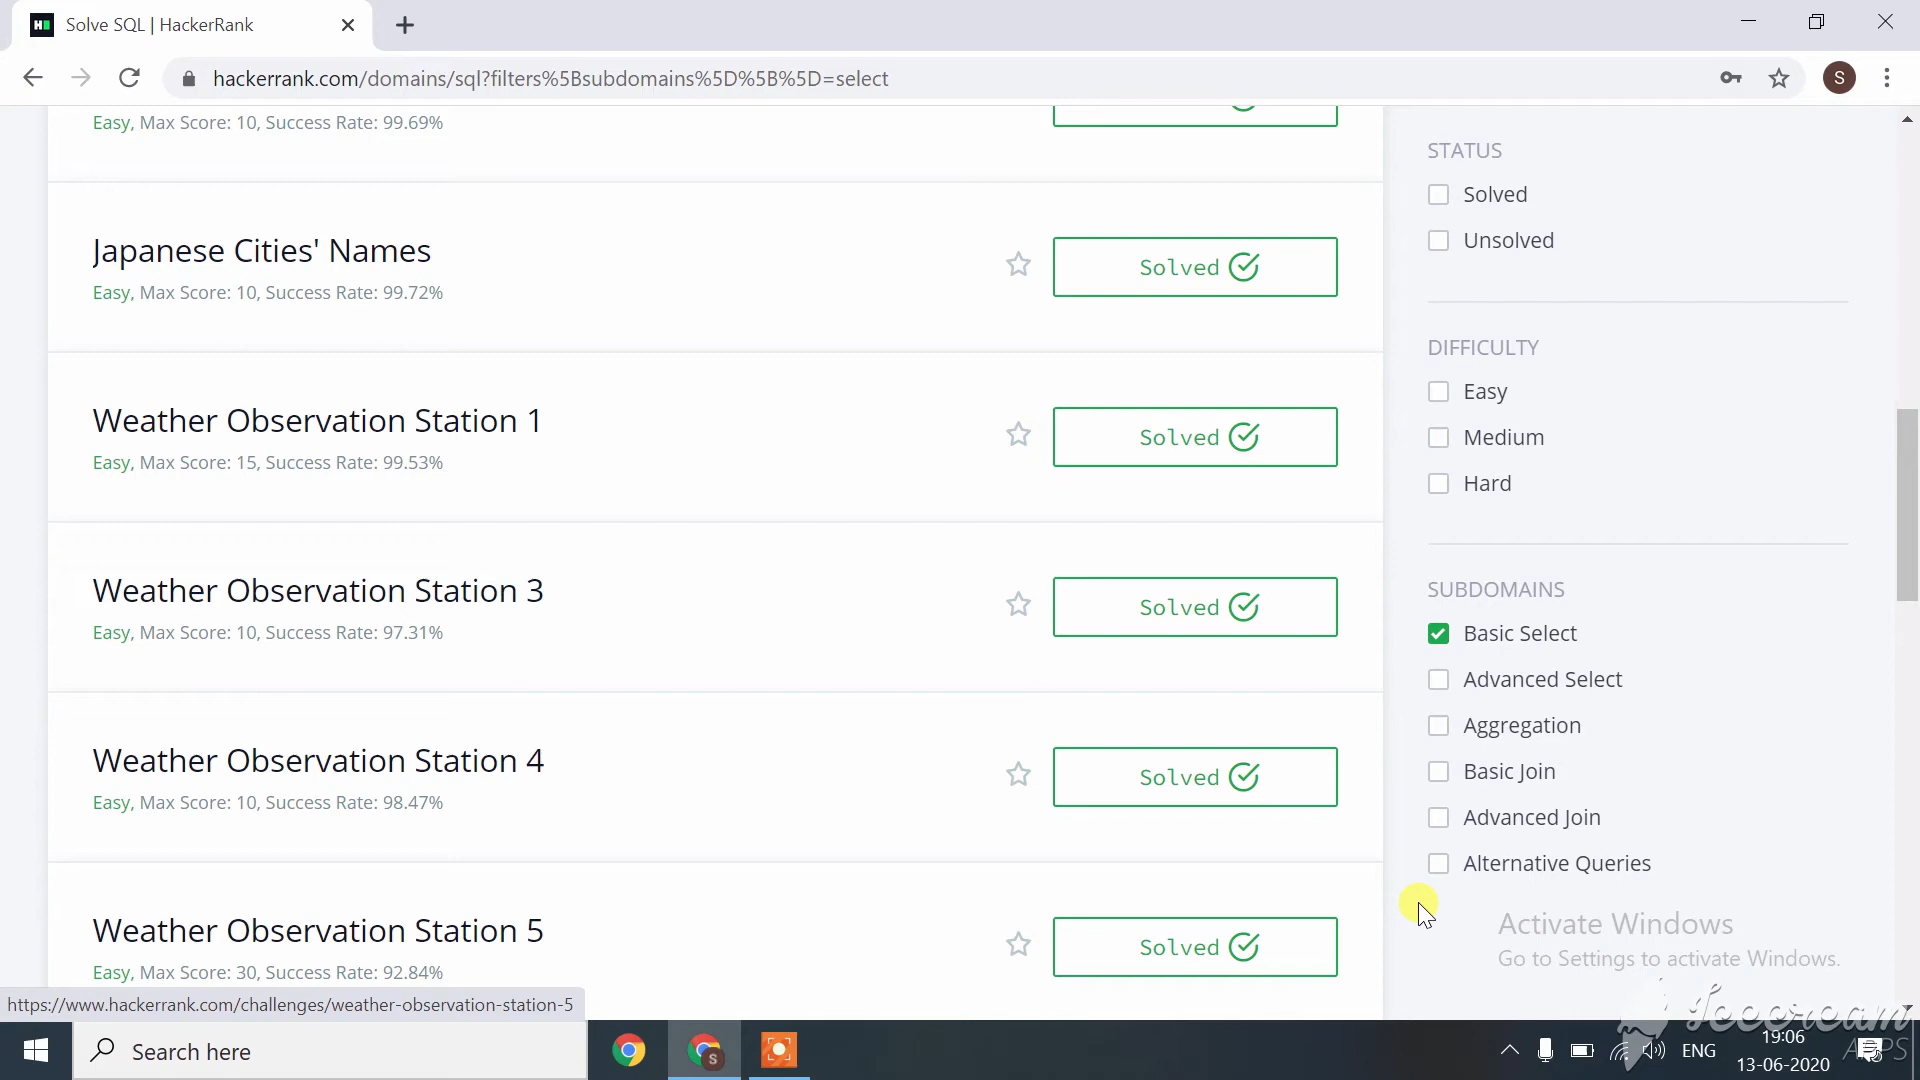 Solve SQL | HackerRank
hackerrank.com/domains/sql?filters%5Bsubdomains%5D%5B%5D=select
S
Easy, Max Score: 10, Success Rate: 99.69%
Japanese Cities' Names
Easy, Max Score: 10, Success Rate: 99.72%
Solved
Weather Observation Station 1
Easy, Max Score: 15, Success Rate: 99.53%
Solved
Weather Observation Station 3
Easy, Max Score: 10, Success Rate: 97.31%
Solved
Weather Observation Station 4
Easy, Max Score: 10, Success Rate: 98.47%
Solved
Weather Observation Station 5
Easy, Max Score: 30, Success Rate: 92.84%
Solved
STATUS
Solved
Unsolved
DIFFICULTY
Easy
Medium
Hard
SUBDOMAINS
Basic Select
Advanced Select
Aggregation
Basic Join
Advanced Join
Alternative Queries
Activate Windows
Go to Settings to activate Windows.
https://www.hackerrank.com/challenges/weather-observation-station-5
Icecream
APPS
Search here
S
ENG
19:06
13-06-2020